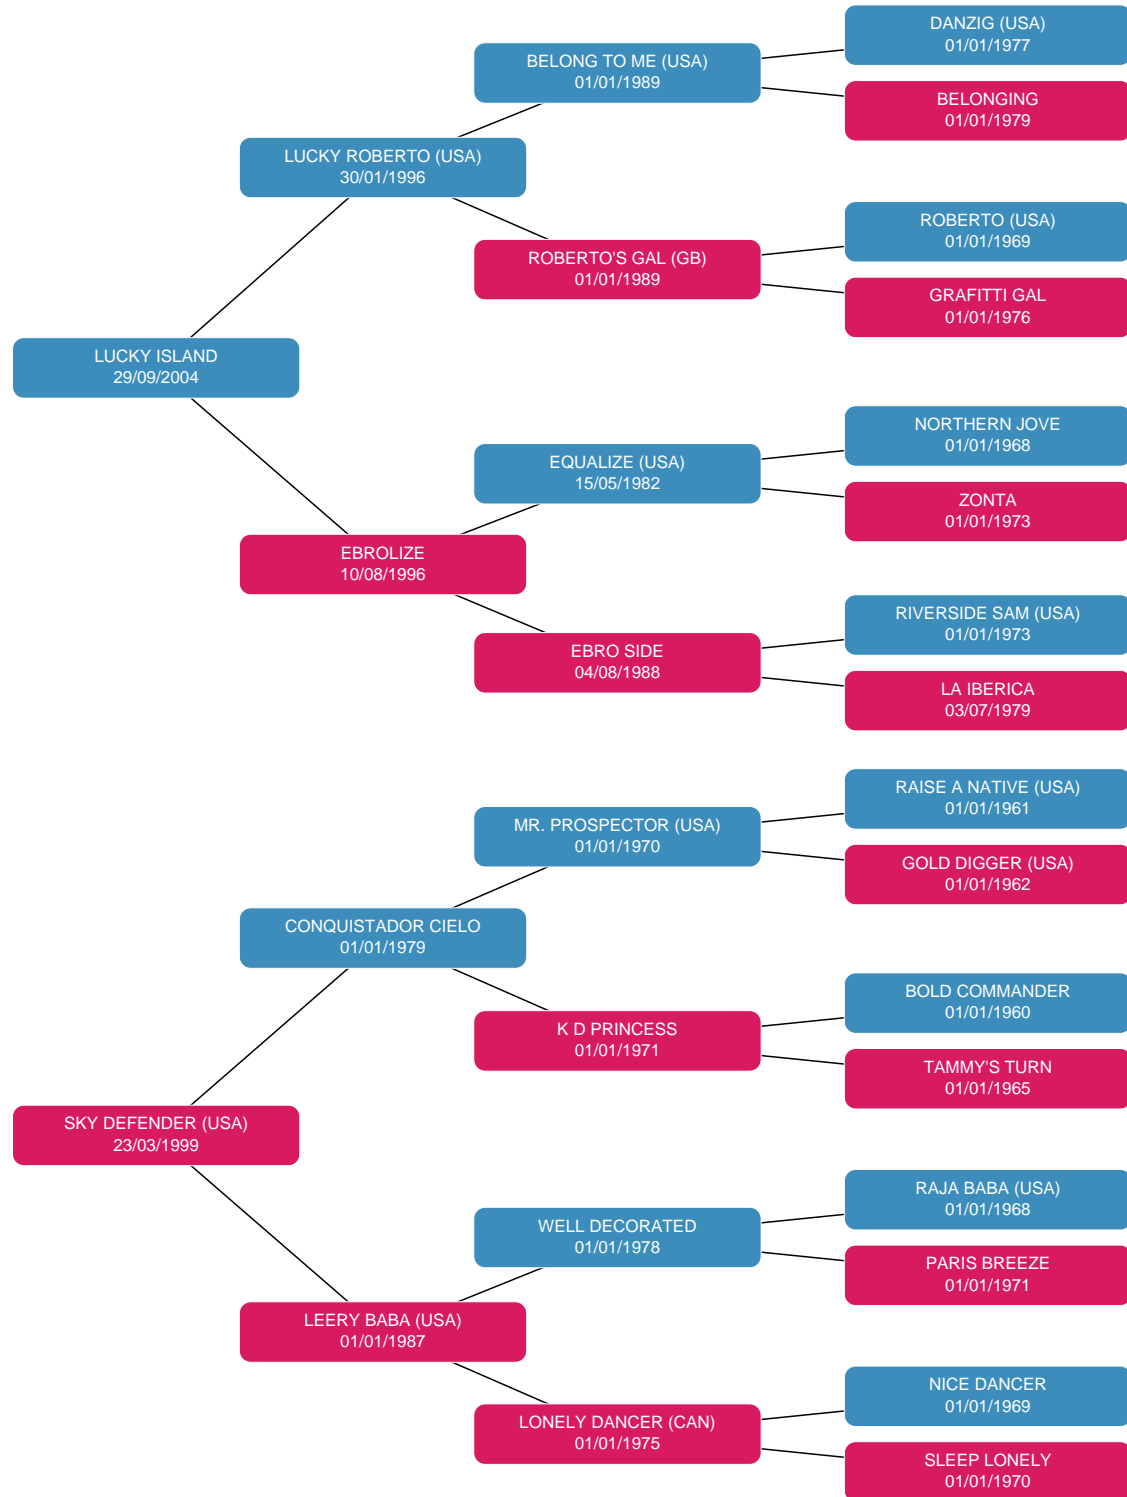 DANZIG (USA)
01/01/1977
BELONG TO ME (USA)
01/01/1989
BELONGING
01/01/1979
LUCKY ROBERTO (USA)
30/01/1996
ROBERTO (USA)
01/01/1969
ROBERTO'S GAL (GB)
01/01/1989
GRAFITTI GAL
01/01/1976
LUCKY ISLAND
29/09/2004
NORTHERN JOVE
01/01/1968
EQUALIZE (USA)
15/05/1982
ZONTA
01/01/1973
EBROLIZE
10/08/1996
RIVERSIDE SAM (USA)
01/01/1973
EBRO SIDE
04/08/1988
LA IBERICA
03/07/1979
RAISE A NATIVE (USA)
01/01/1961
MR. PROSPECTOR (USA)
01/01/1970
GOLD DIGGER (USA)
01/01/1962
CONQUISTADOR CIELO
01/01/1979
BOLD COMMANDER
01/01/1960
K D PRINCESS
01/01/1971
TAMMY'S TURN
01/01/1965
SKY DEFENDER (USA)
23/03/1999
RAJA BABA (USA)
01/01/1968
WELL DECORATED
01/01/1978
PARIS BREEZE
01/01/1971
LEERY BABA (USA)
01/01/1987
NICE DANCER
01/01/1969
LONELY DANCER (CAN)
01/01/1975
SLEEP LONELY
01/01/1970